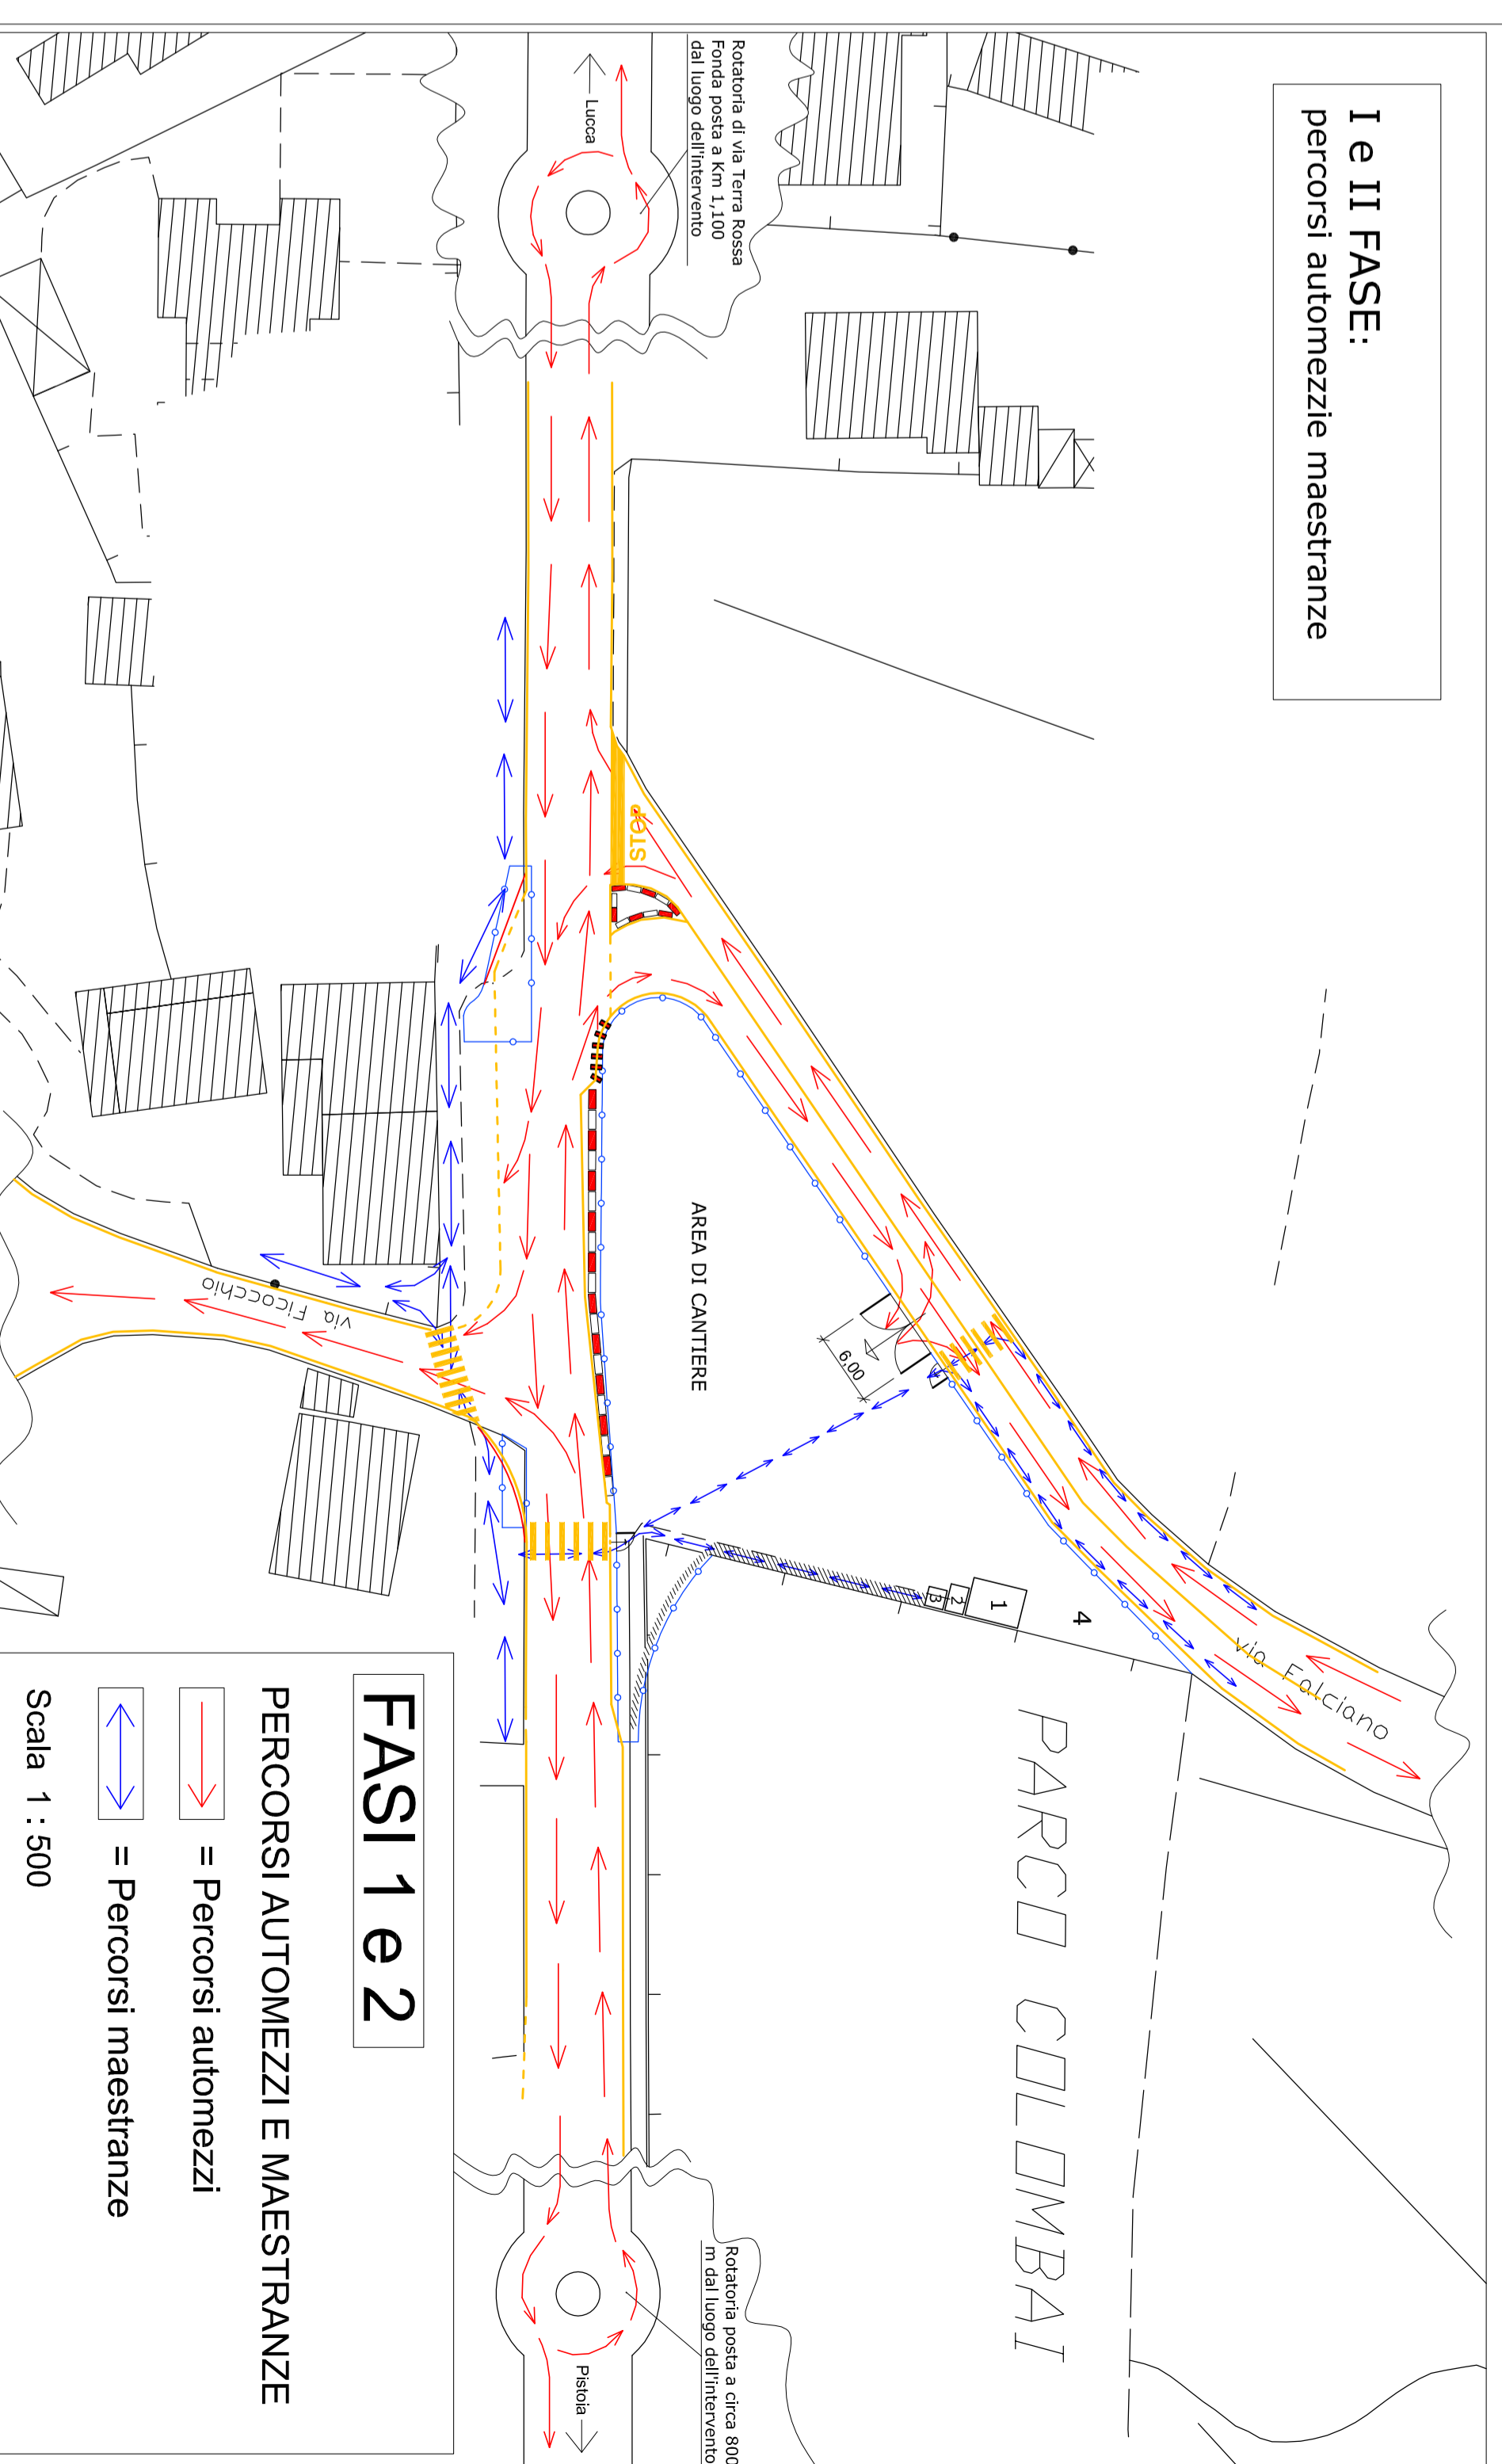 I e II FASE:
percorsi automezzie maestranze
Rotatoria di via Terra Rossa
Fonda posta a Km 1,100
dal luogo dell'intervento
Lucca
STOP
AREA DI CANTIERE
6,00
via Ficocchio
via Falciano
1
2
3
4
PARCO COLOMBAI
Rotatoria posta a circa 800
m dal luogo dell'intervento
Pistoia
FASI 1 e 2
PERCORSI AUTOMEZZI E MAESTRANZE
= Percorsi automezzi
= Percorsi maestranze
Scala 1 : 500